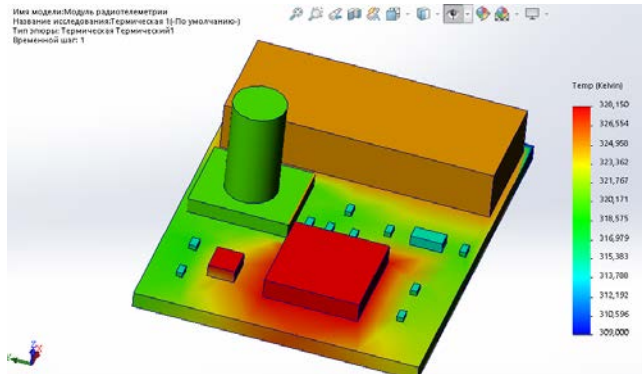 Имя модели:Модуль радиотелеметрии
Название исследования:Термическая 1(-По умолчанию-)
Тип эпюры: Термическая Термический1
Временной шаг: 1
Temp (Kelvin)
328,150
326,554
324,958
323,362
321,767
320,171
318,575
316,979
315,383
313,788
312,192
310,596
309,000